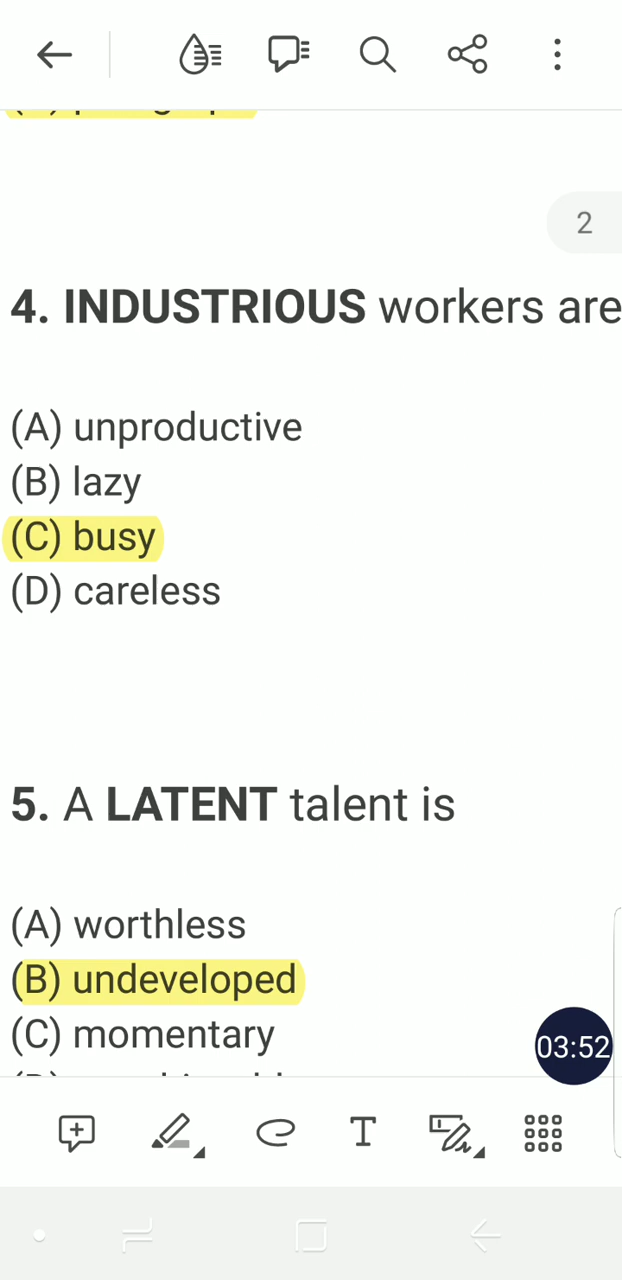 2
4. INDUSTRIOUS workers are
(A) unproductive
(B) lazy
(C) busy
(D) careless
5. A LATENT talent is
(A) worthless
(B) undeveloped
(C) momentary
03:52
T